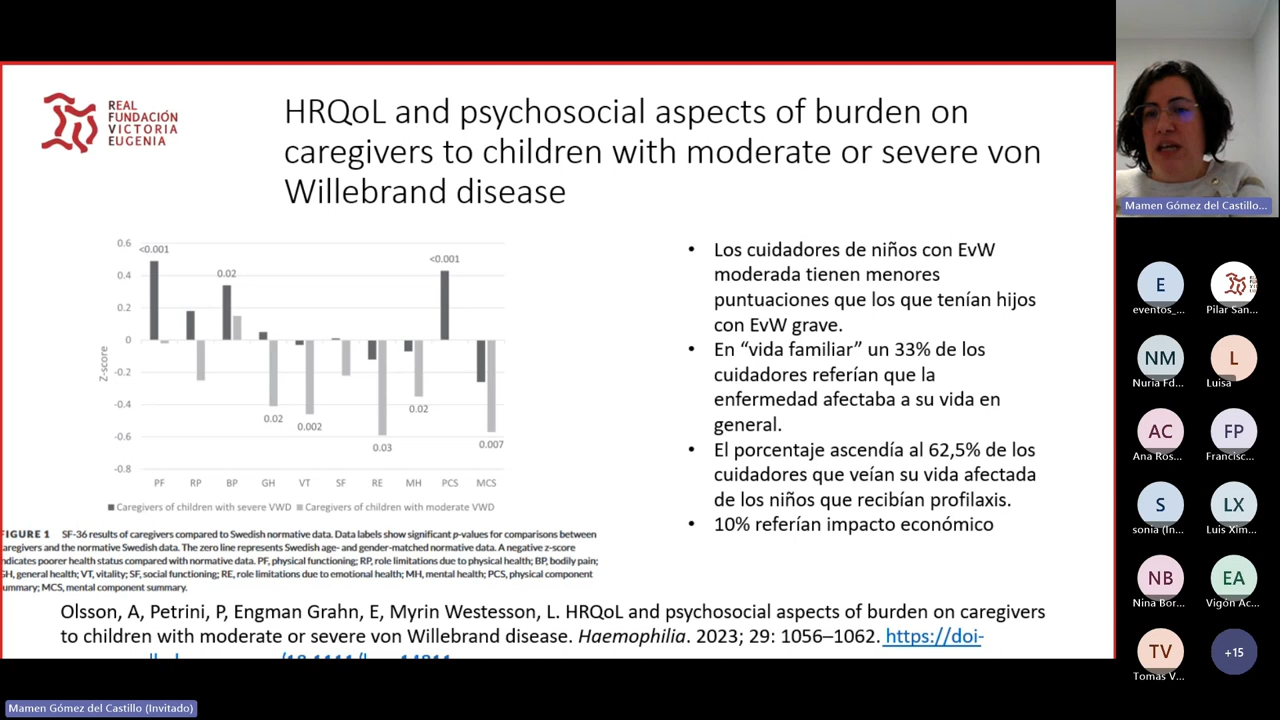 REAL
FUNDACIÓN
VICTORIA
EUGENIA
HRQoL and psychosocial aspects of burden on
caregivers to children with moderate or severe von
Willebrand disease
0.6
0.4
0.2
0
-0.2
-0.4
-0.6
-0.8
Z-score
<0.001
0.02
0.02
0.002
0.03
0.02
<0.001
0.007
PF RP BP GH VT SF RE MH PCS MCS
Caregivers of children with severe VWD Caregivers of children with moderate VWD
FIGURE 1 SF-36 results of caregivers compared to Swedish normative data. Data labels show significant p-values for comparisons between
aregivers and the normative Swedish data. The zero line represents Swedish age- and gender-matched normative data. A negative z-score
ndicates poorer health status compared with normative data. PF, physical functioning; RP, role limitations due to physical health; BP, bodily pain;
GH, general health; VT, vitality; SF, social functioning; RE, role limitations due to emotional health; MH, mental health; PCS, physical component
ummary; MCS, mental component summary.
• Los cuidadores de niños con EvW
moderada tienen menores
puntuaciones que los que tenían hijos
con EvW grave.
• En “vida familiar” un 33% de los
cuidadores referían que la
enfermedad afectaba a su vida en
general.
• El porcentaje ascendía al 62,5% de los
cuidadores que veían su vida afectada
de los niños que recibían profilaxis.
• 10% referían impacto económico
Olsson, A, Petrini, P, Engman Grahn, E, Myrin Westesson, L. HRQoL and psychosocial aspects of burden on caregivers
to children with moderate or severe von Willebrand disease. Haemophilia. 2023; 29: 1056–1062. https://doi-
Mamen Gómez del Castillo...
E
eventos_...
Pilar San...
NM
Nuria Fd...
L
Luisa
AC
Ana Ros...
FP
Francisc...
S
sonia (In...
LX
Luis Xim...
NB
Nina Bor...
EA
Vigón Ac...
TV
Tomas V...
+15
Mamen Gómez del Castillo (Invitado)